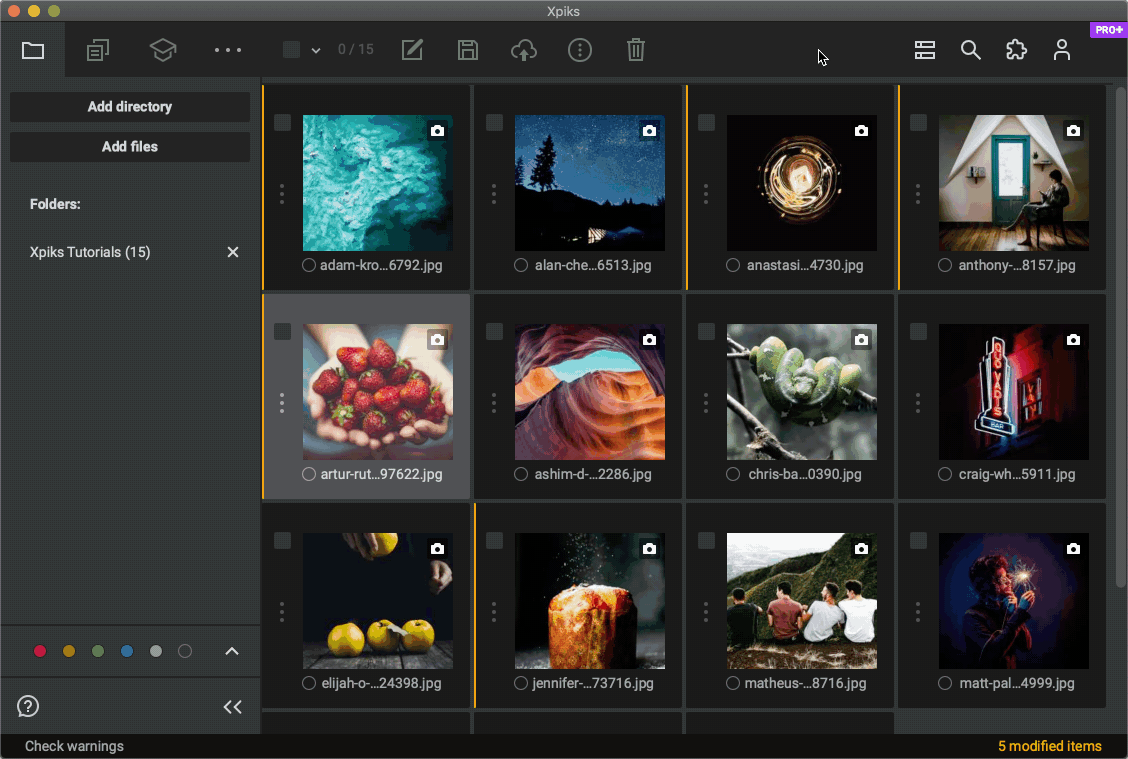 Xpiks
0 / 15
PRO+
Add directory
Add files
Folders:
Xpiks Tutorials (15)
adam-kro...6792.jpg
alan-che...6513.jpg
anastasi...4730.jpg
anthony-...8157.jpg
artur-rut...97622.jpg
ashim-d-...2286.jpg
chris-ba...0390.jpg
QUO VADIS
BAR
craig-wh...5911.jpg
elijah-o-...24398.jpg
jennifer-...73716.jpg
matheus-...8716.jpg
matt-pal...4999.jpg
Check warnings
5 modified items